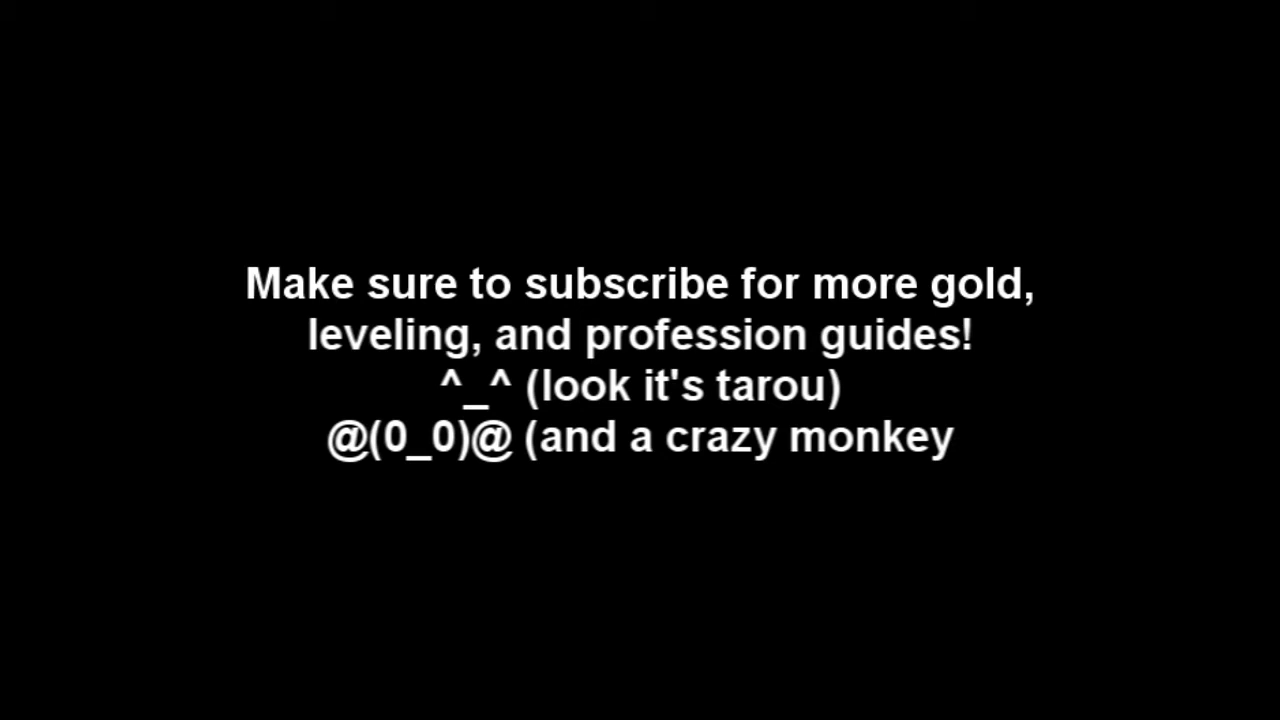 Make sure to subscribe for more gold,
leveling, and profession guides!
^_^ (look it's tarou)
@(0_0)@ (and a crazy monkey